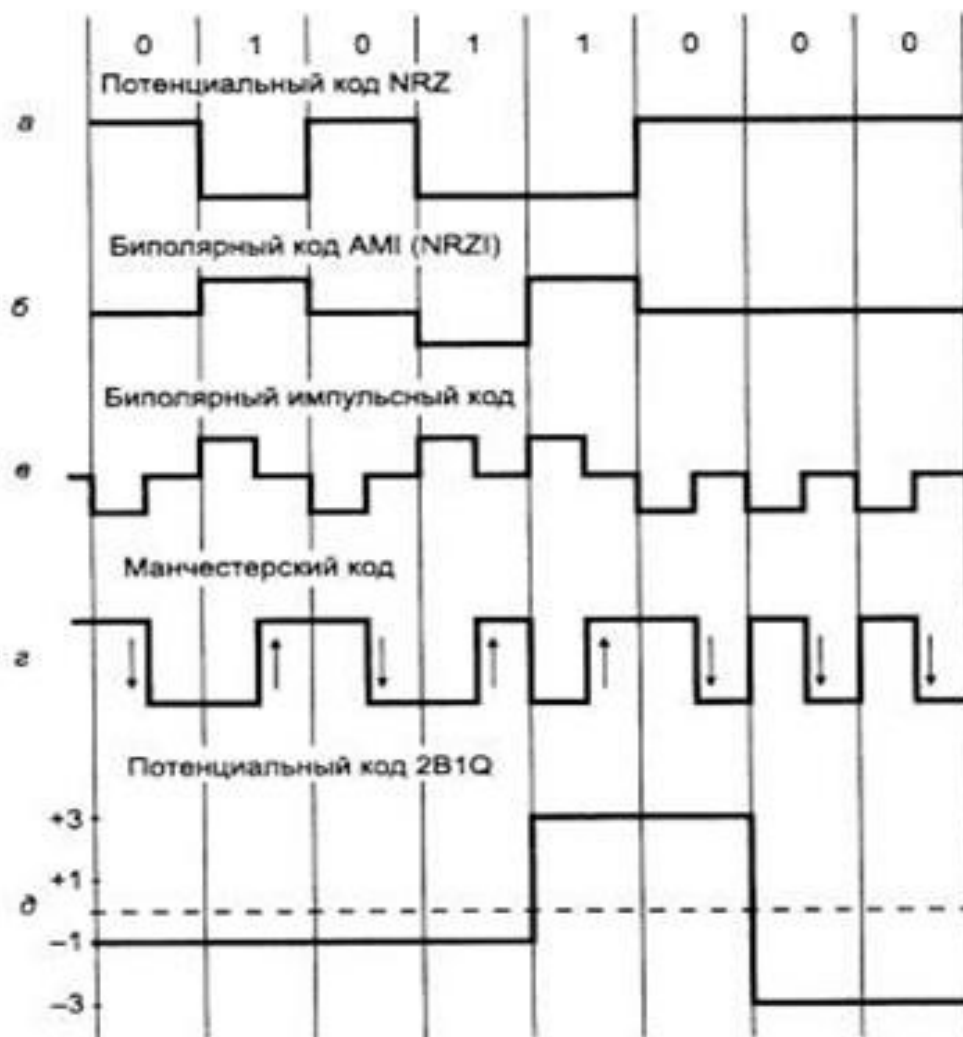 0 1 0 1 1 0 0 0
Потенциальный код NRZ
а
Биполярный код AMI (NRZI)
б
Биполярный импульсный код
в
Манчестерский код
г
Потенциальный код 2B1Q
+3
+1
д
−1
−3